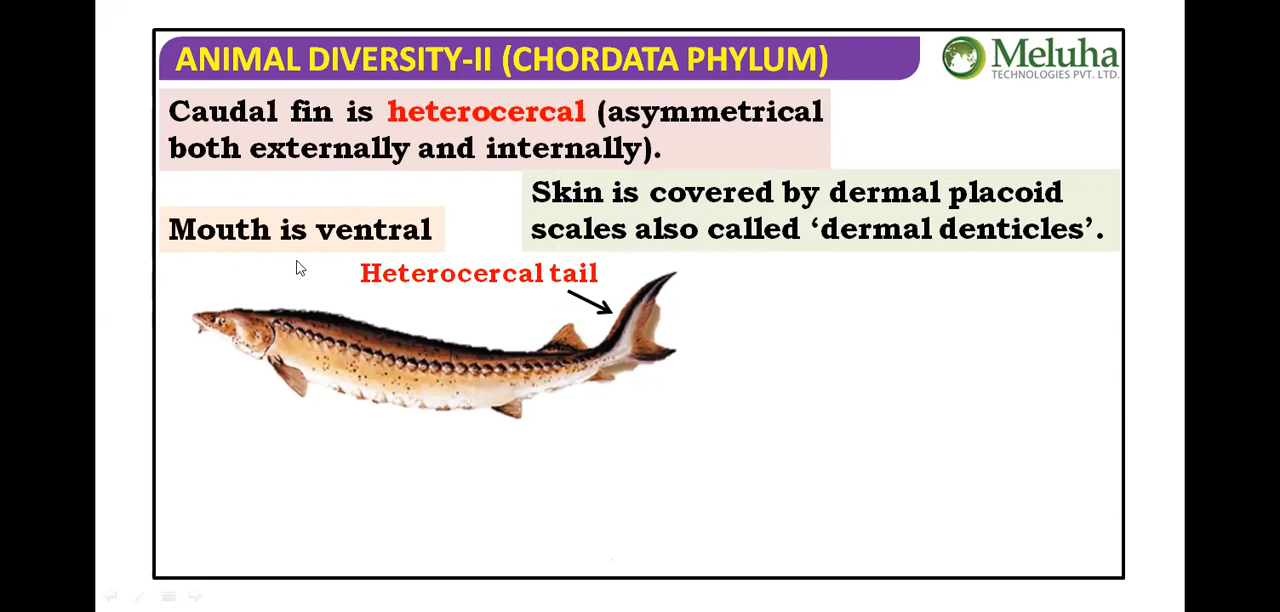 ANIMAL DIVERSITY-II (CHORDATA PHYLUM)
Meluha
TECHNOLOGIES PVT. LTD.
Caudal fin is heterocercal (asymmetrical
both externally and internally).
Skin is covered by dermal placoid
scales also called ‘dermal denticles’.
Mouth is ventral
Heterocercal tail